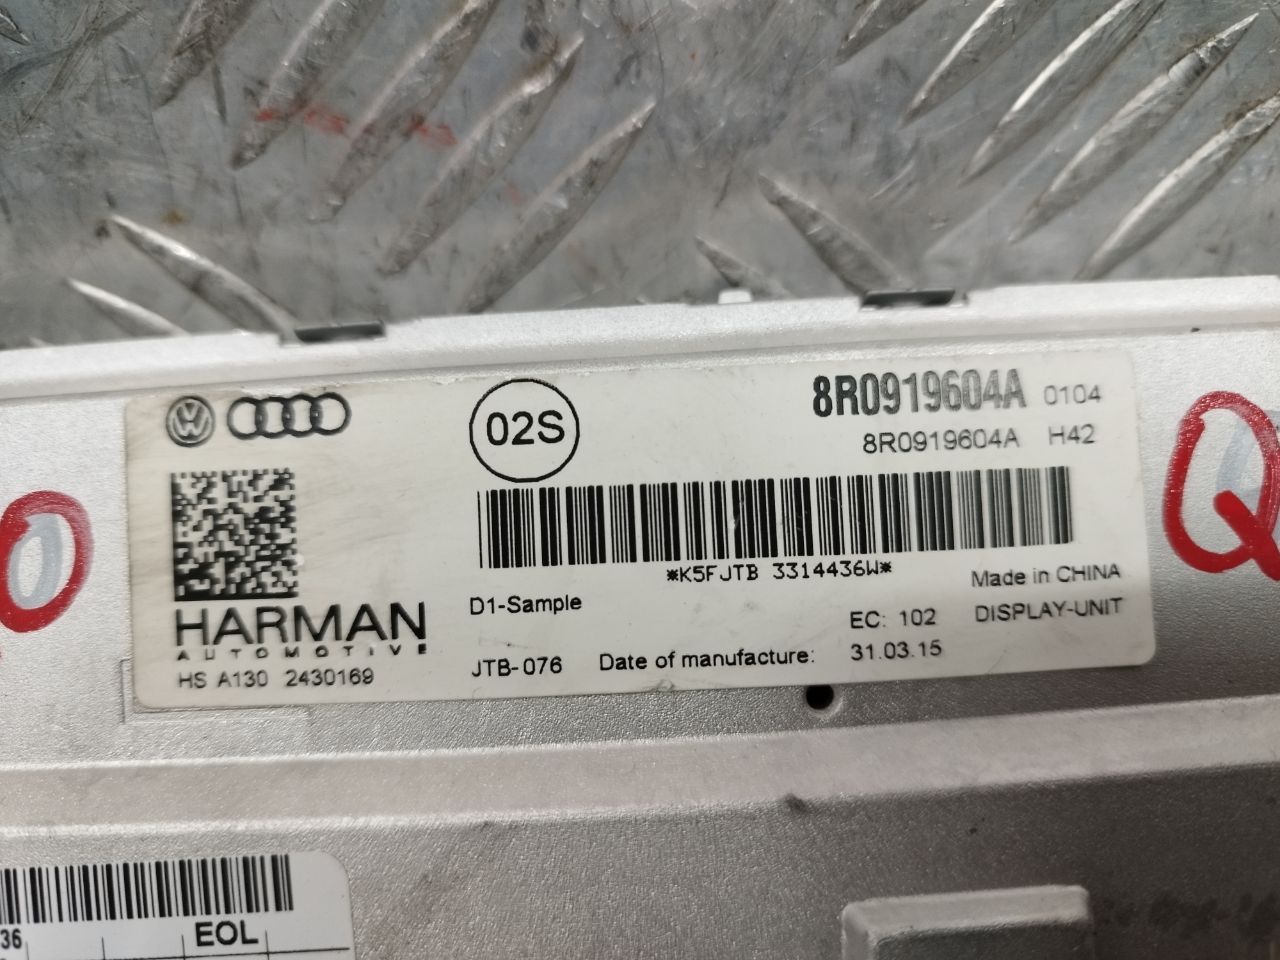 02S
8R0919604A 0104
8R0919604A H42
*K5FJTB 3314436W*
Made in CHINA
D1-Sample
EC: 102 DISPLAY-UNIT
HARMAN
AUTOMOTIVE
HS A130 2430169
JTB-076 Date of manufacture: 31.03.15
Q
36
EOL